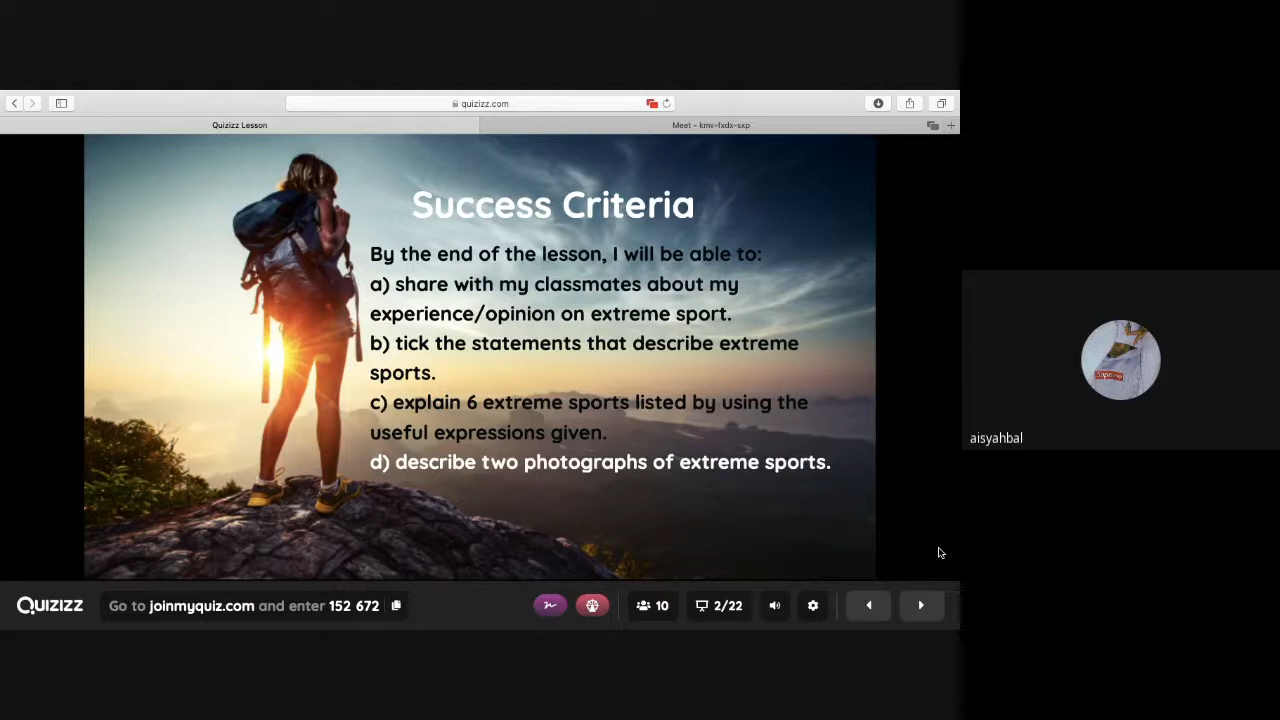 quizizz.com
Quizizz Lesson
Meet - kmv-fxdx-sxp
Success Criteria
By the end of the lesson, I will be able to:
a) share with my classmates about my
experience/opinion on extreme sport.
b) tick the statements that describe extreme
sports.
c) explain 6 extreme sports listed by using the
useful expressions given.
d) describe two photographs of extreme sports.
Supreme
aisyahbal
QUIZIZZ
Go to joinmyquiz.com and enter 152 672
10
2/22